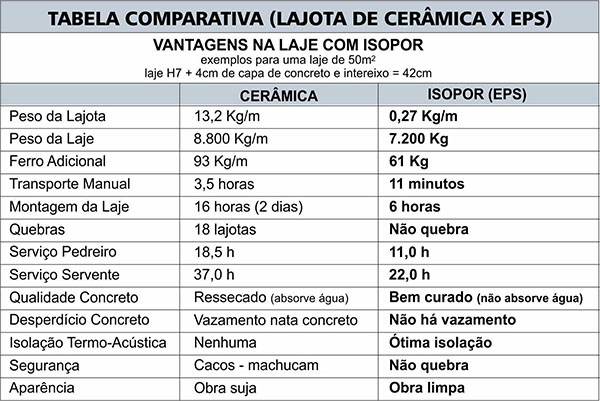 TABELA COMPARATIVA (LAJOTA DE CERÂMICA X EPS)
VANTAGENS NA LAJE COM ISOPOR
exemplos para uma laje de 50m²
laje H7 + 4cm de capa de concreto e intereixo = 42cm
CERÂMICA ISOPOR (EPS)
Peso da Lajota 13,2 Kg/m 0,27 Kg/m
Peso da Laje 8.800 Kg/m 7.200 Kg
Ferro Adicional 93 Kg/m 61 Kg
Transporte Manual 3,5 horas 11 minutos
Montagem da Laje 16 horas (2 dias) 6 horas
Quebras 18 lajotas Não quebra
Serviço Pedreiro 18,5 h 11,0 h
Serviço Servente 37,0 h 22,0 h
Qualidade Concreto Ressecado (absorve água) Bem curado (não absorve água)
Desperdício Concreto Vazamento nata concreto Não há vazamento
Isolação Termo-Acústica Nenhuma Ótima isolação
Segurança Cacos - machucam Não quebra
Aparência Obra suja Obra limpa